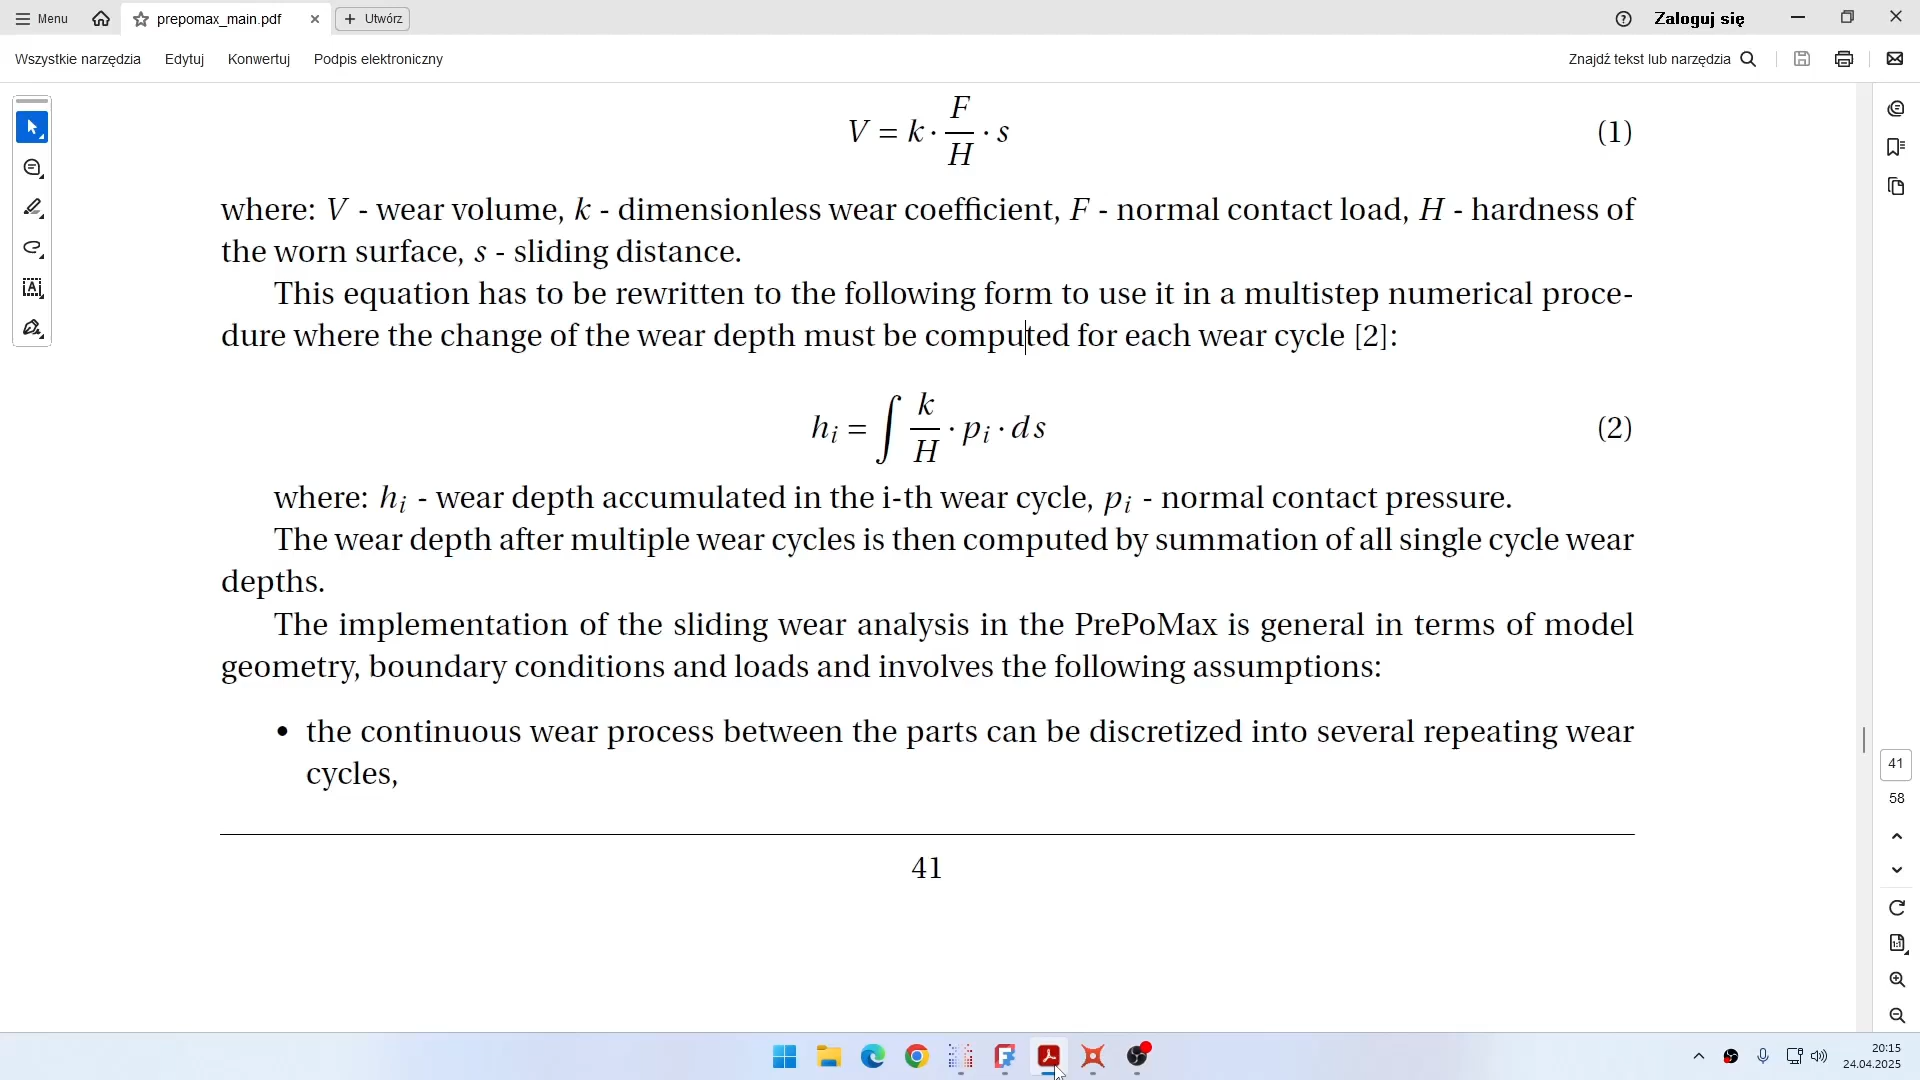 Menu
prepomax_main.pdf
Utwórz
Zaloguj się
Wszystkie narzędzia
Edytuj
Konwertuj
Podpis elektroniczny
Znajdź tekst lub narzędzia
V = k · F/H · s (1)
where: V - wear volume, k - dimensionless wear coefficient, F - normal contact load, H - hardness of
the worn surface, s - sliding distance.
This equation has to be rewritten to the following form to use it in a multistep numerical proce-
dure where the change of the wear depth must be computed for each wear cycle [2]:
h_i = ∫ k/H · p_i · ds (2)
where: h_i - wear depth accumulated in the i-th wear cycle, p_i - normal contact pressure.
The wear depth after multiple wear cycles is then computed by summation of all single cycle wear
depths.
The implementation of the sliding wear analysis in the PrePoMax is general in terms of model
geometry, boundary conditions and loads and involves the following assumptions:
• the continuous wear process between the parts can be discretized into several repeating wear
cycles,
41
41
58
20:15
24.04.2025